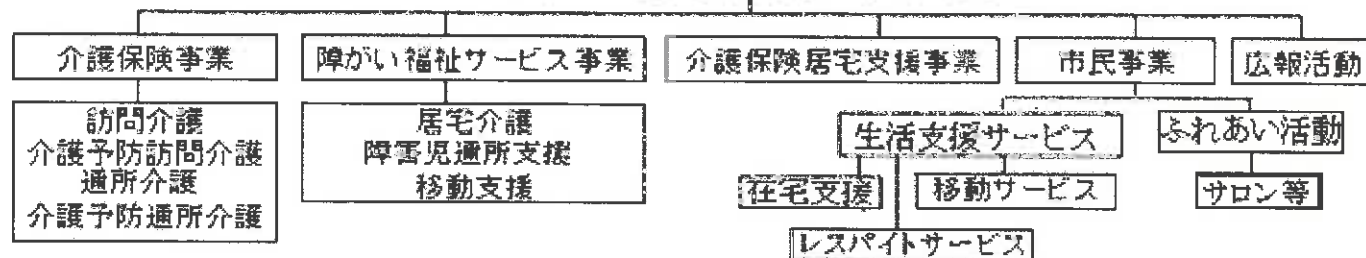 介護保険事業
障がい福祉サービス事業
介護保険居宅支援事業
市民事業
広報活動
訪問介護
介護予防訪問介護
通所介護
介護予防通所介護
居宅介護
障害児通所支援
移動支援
生活支援サービス
ふれあい活動
在宅支援
移動サービス
サロン等
レスパイトサービス